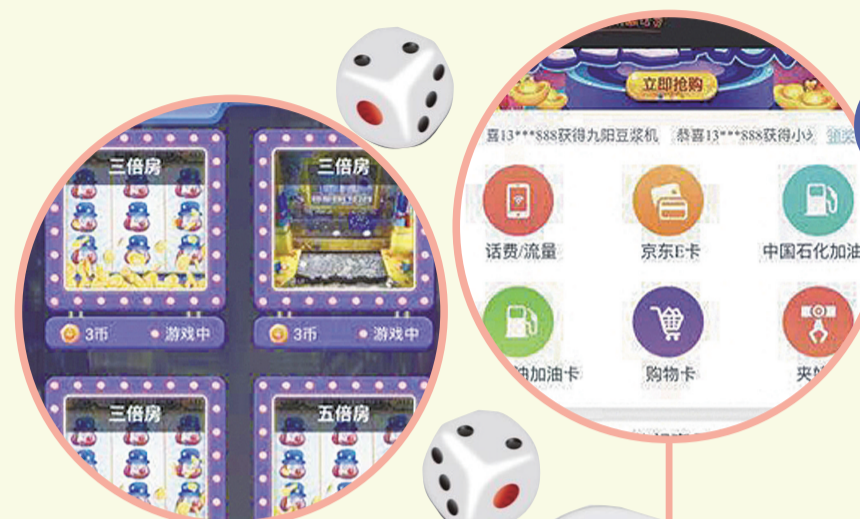 立即抢购
喜13***888获得九阳豆浆机 恭喜13***888获得小
三倍房
三倍房
话费/流量
京东E卡
中国石化加油
3币
游戏中
3币
游戏中
油加油卡
购物卡
夹
三倍房
五倍房